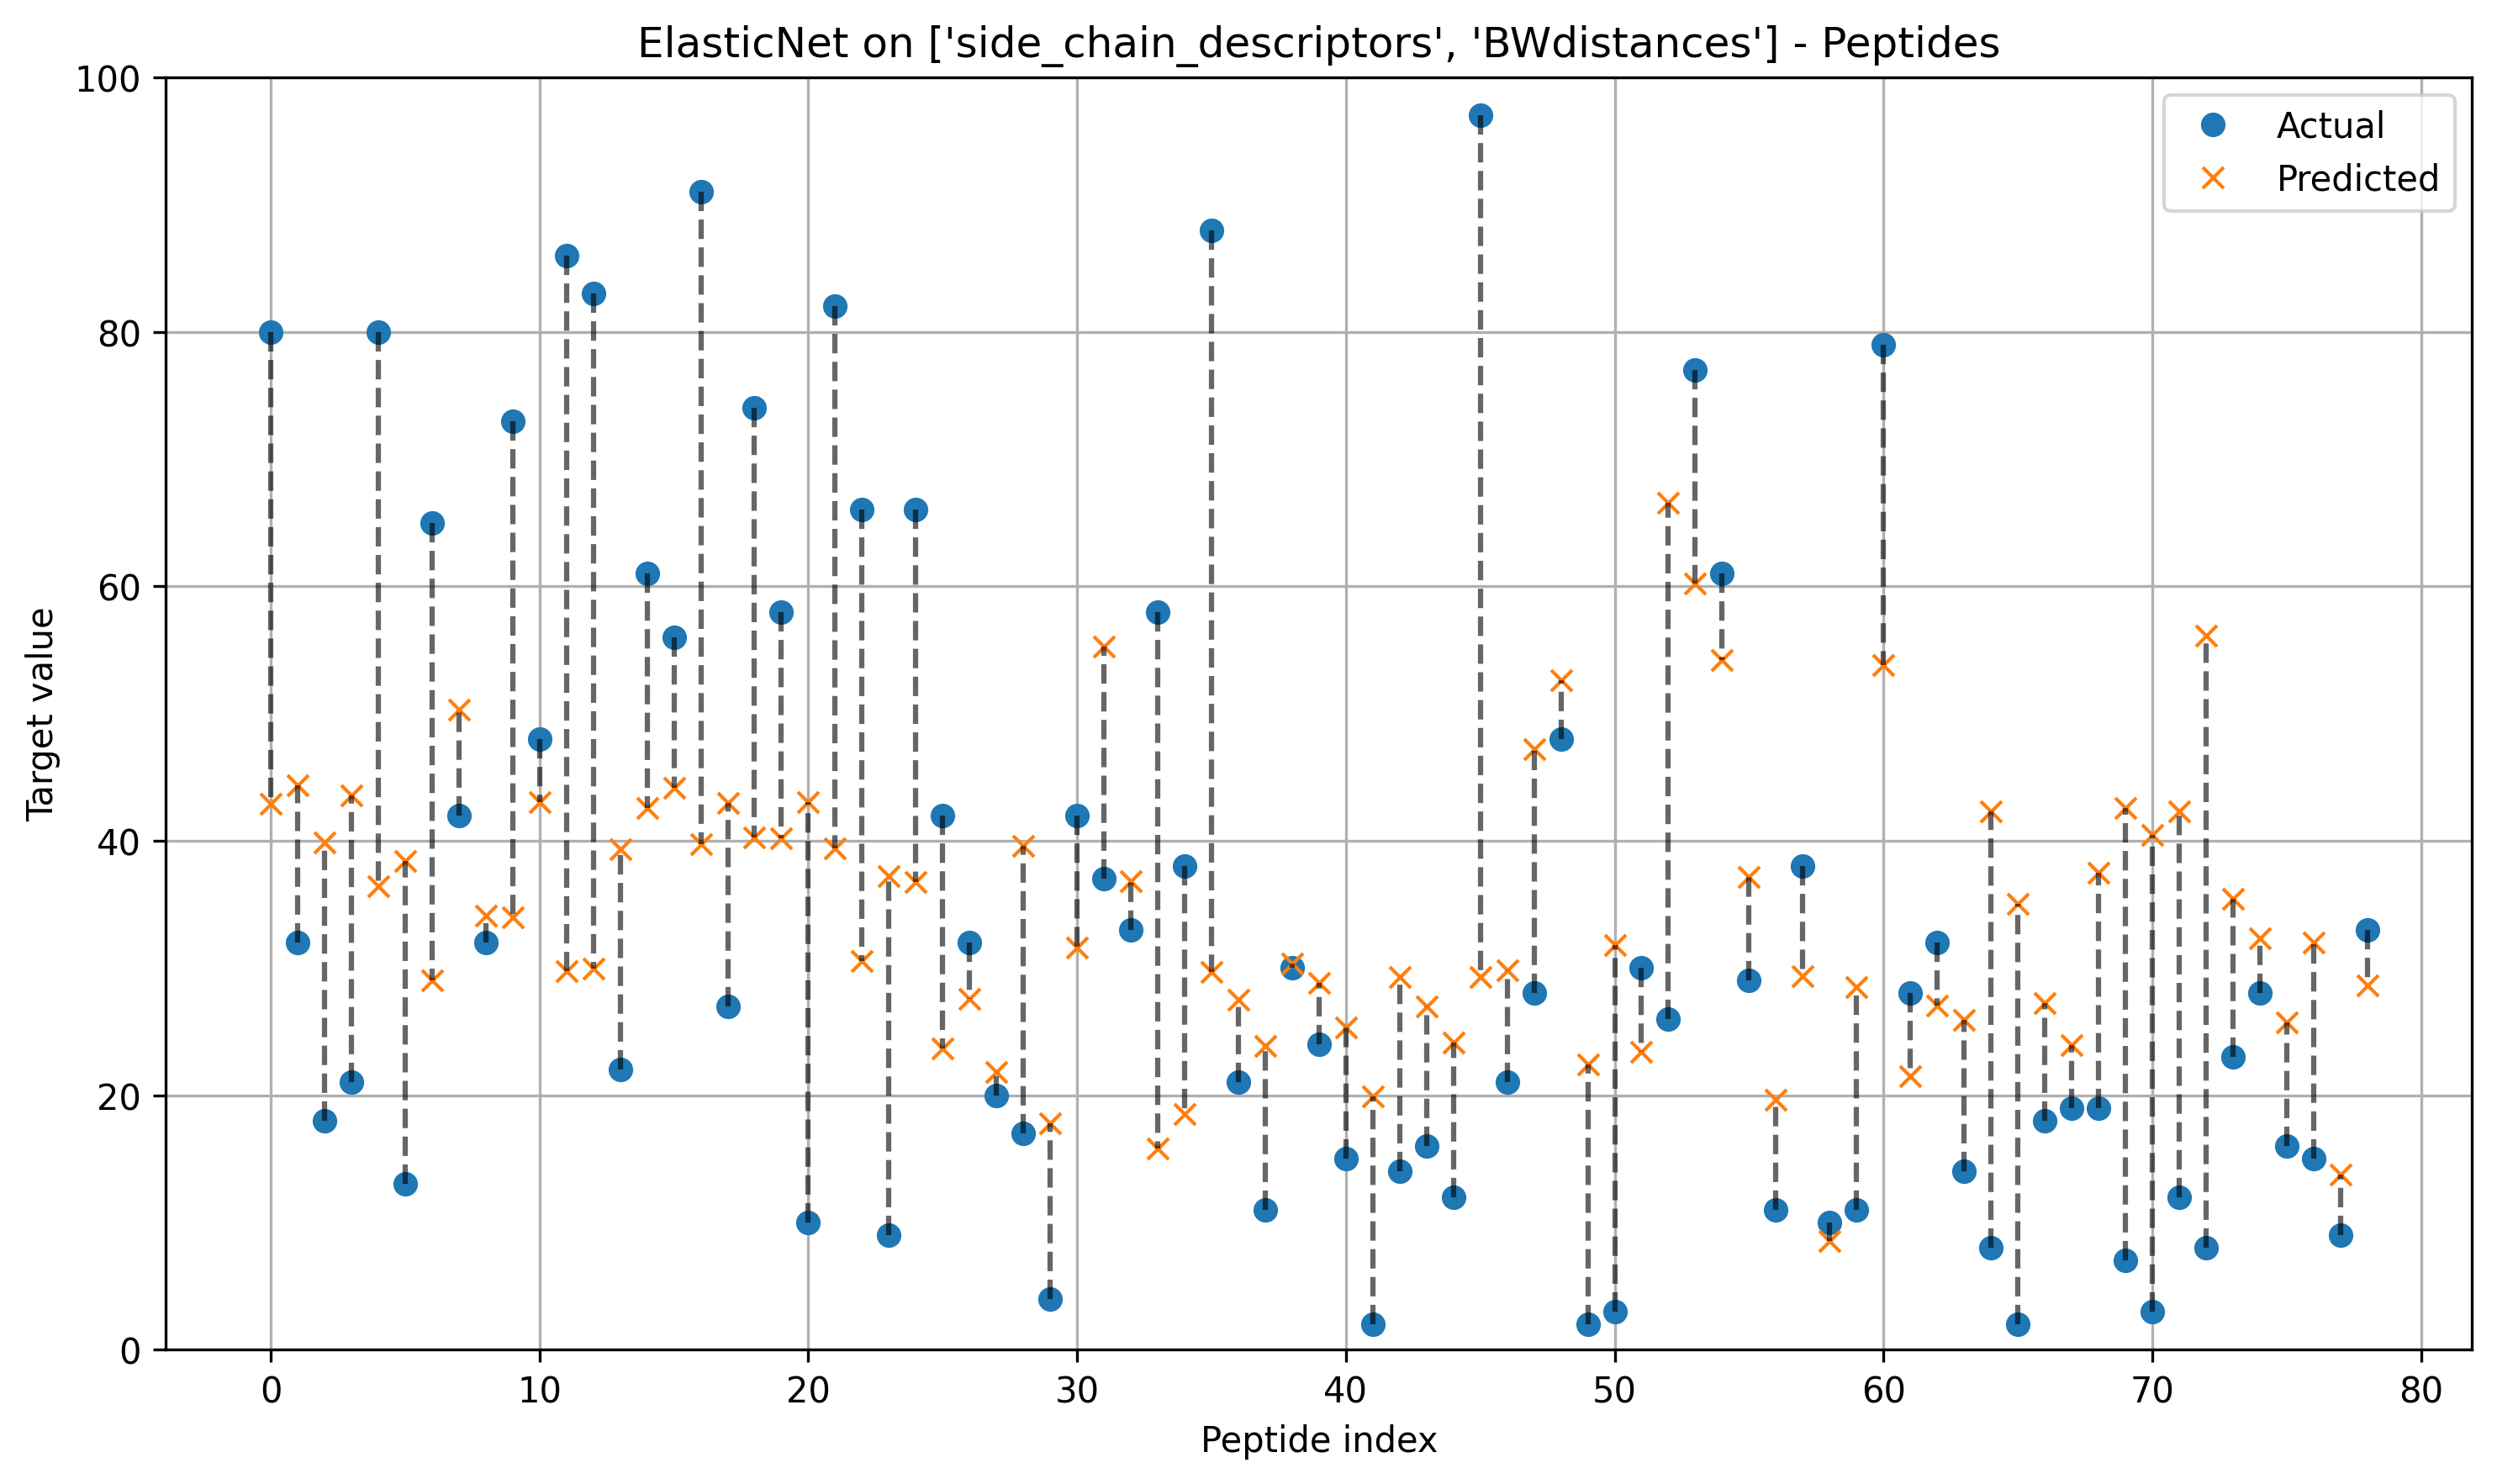 ElasticNet on ['side_chain_descriptors', 'BWdistances'] - Peptides
100
80
60
40
20
0
Target value
Actual
Predicted
0 10 20 30 40 50 60 70 80
Peptide index